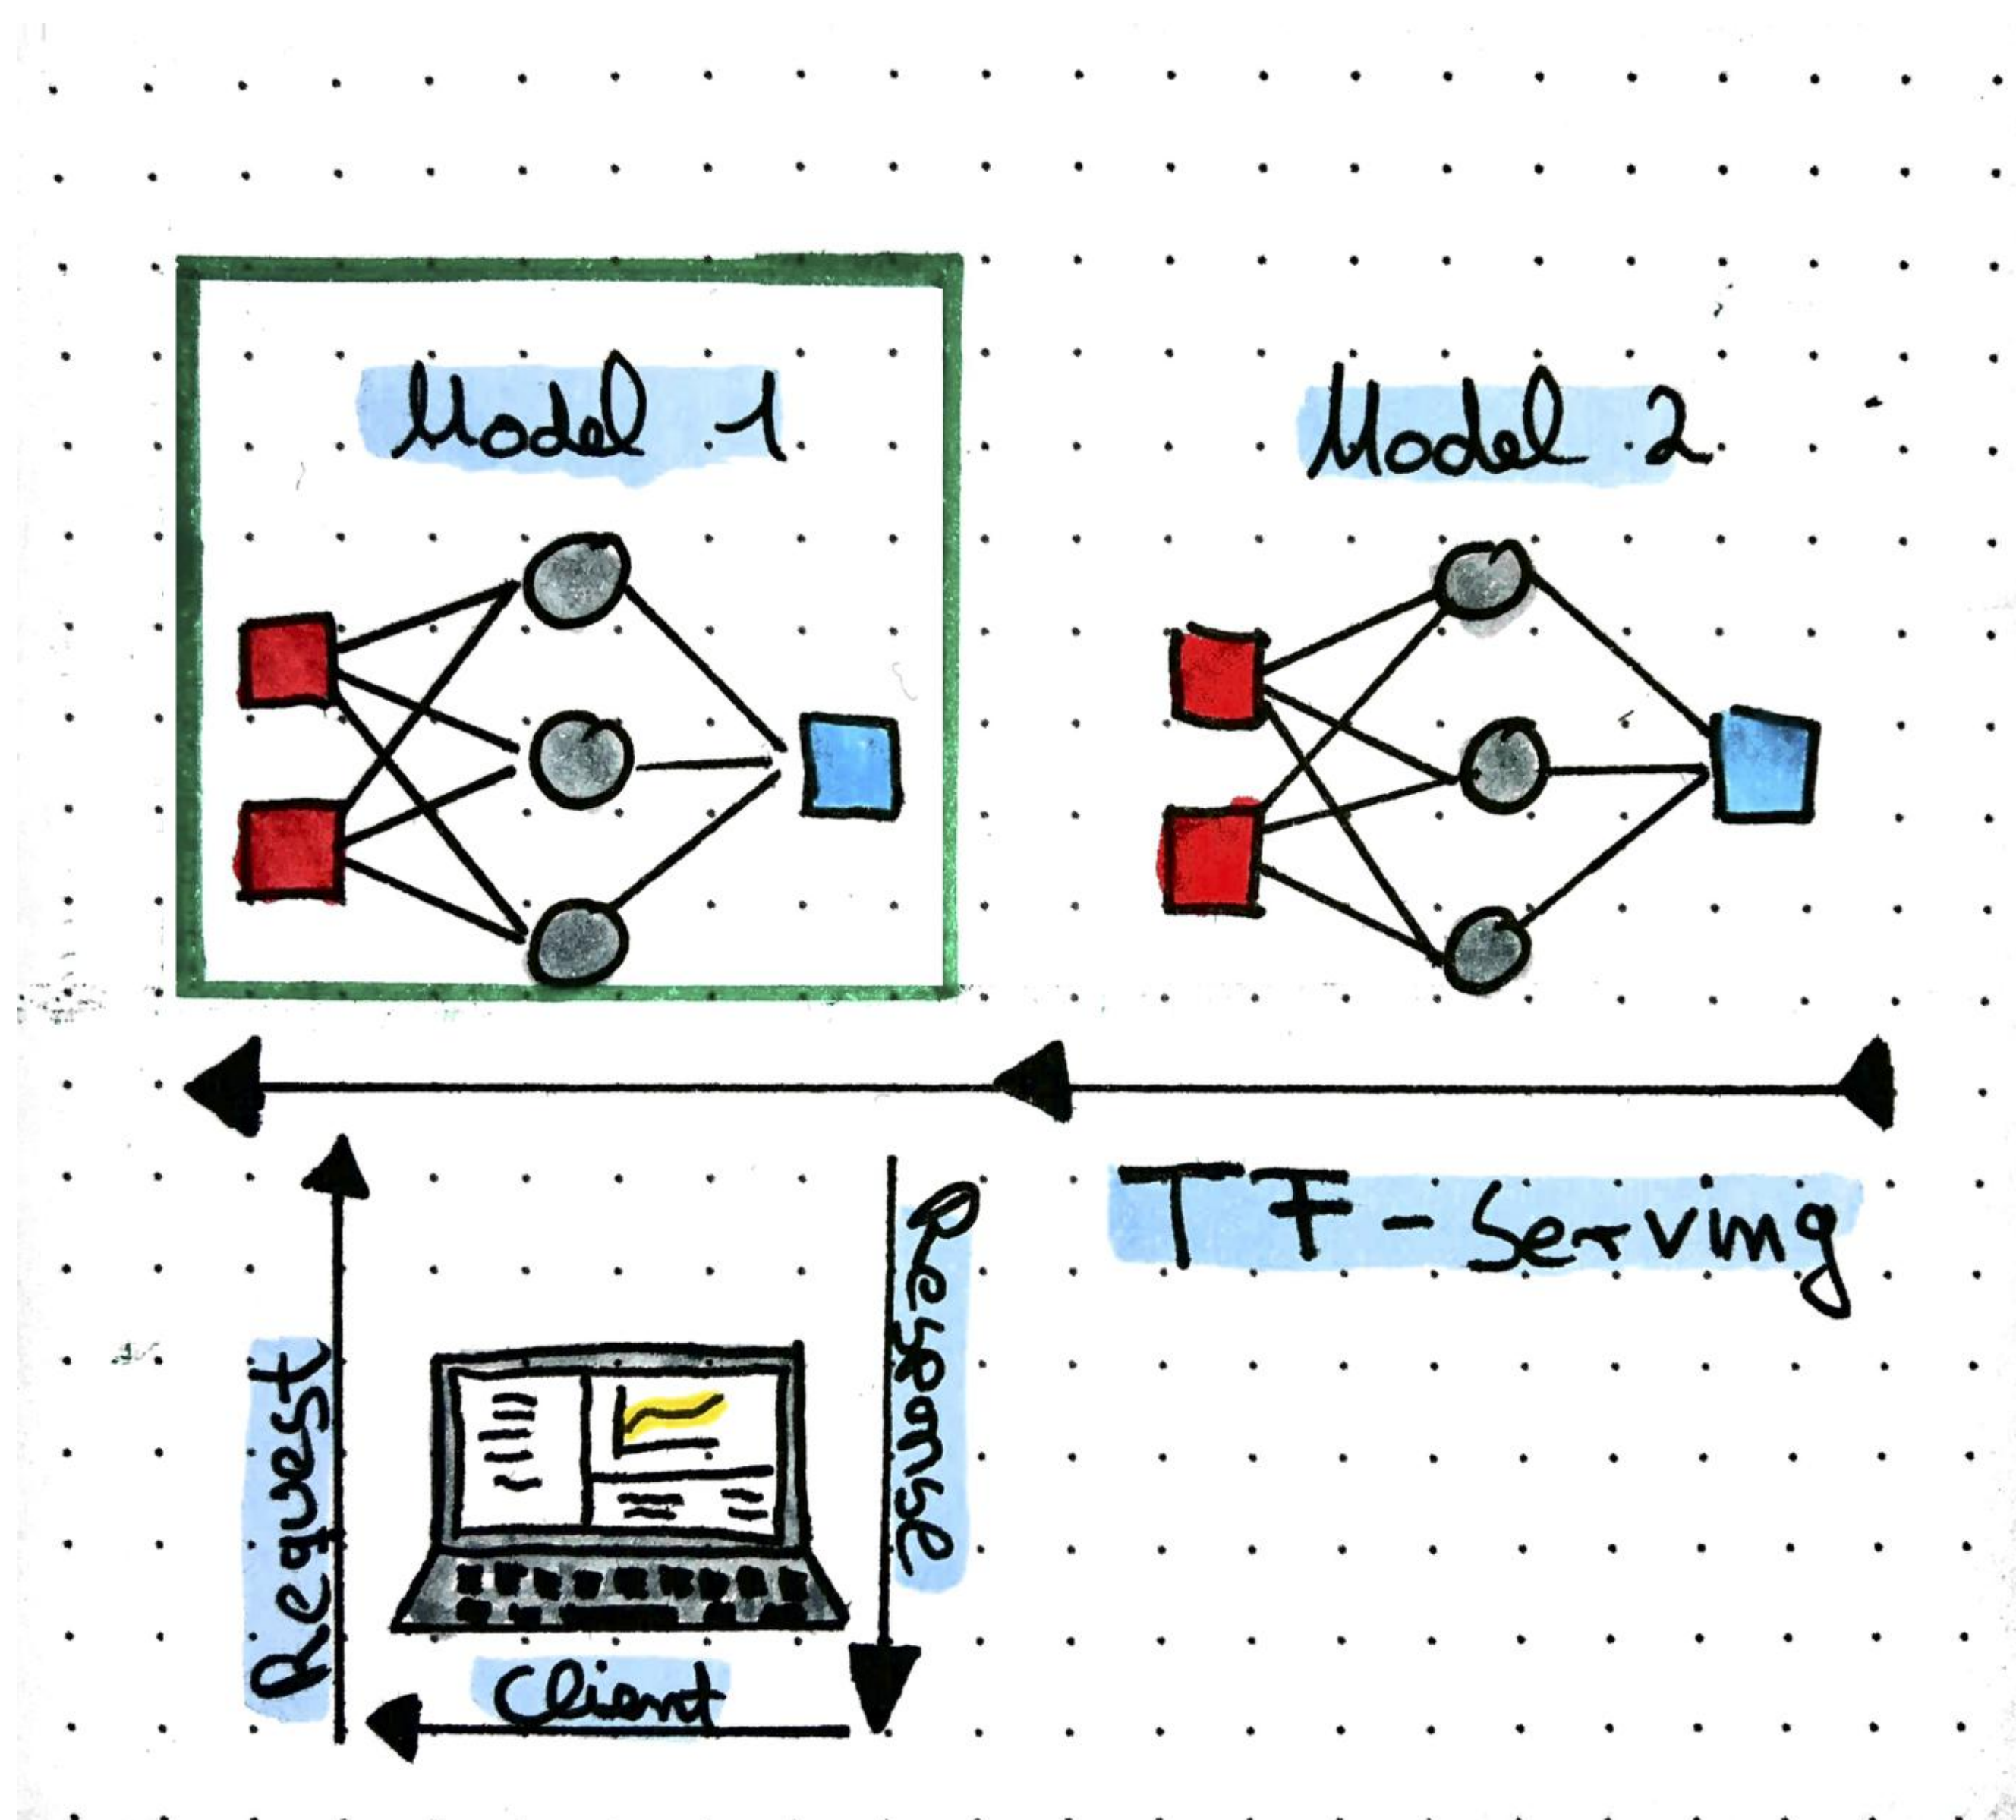 Model 1
Model 2
TF-Serving
Request
Response
Client